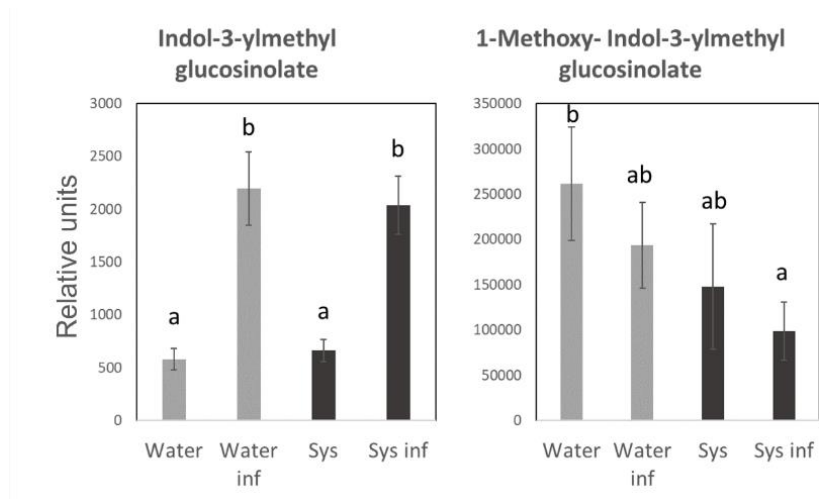 Indol-3-ylmethyl
glucosinolate
Relative units
3000
2500
2000
1500
1000
500
0
a
b
a
b
Water
Water
inf
Sys
Sys inf
1-Methoxy- Indol-3-ylmethyl
glucosinolate
350000
300000
250000
200000
150000
100000
50000
0
b
ab
ab
a
Water
Water
inf
Sys
Sys inf